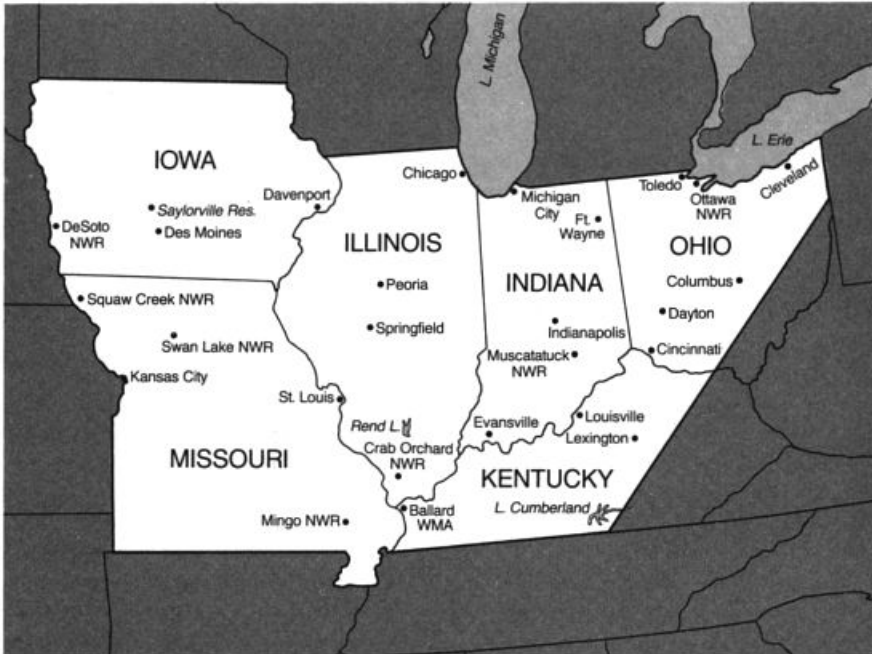 L. Michigan
L. Erie
IOWA
Chicago
Toledo
Cleveland
Davenport
Michigan
City
Ottawa
NWR
Saylorville Res.
DeSoto
NWR
Des Moines
Ft.
Wayne
ILLINOIS
OHIO
Peoria
INDIANA
Columbus
Squaw Creek NWR
Dayton
Springfield
Indianapolis
Swan Lake NWR
Muscatatuck
NWR
Cincinnati
Kansas City
St. Louis
Rend L.
Evansville
Louisville
Lexington
Crab Orchard
NWR
MISSOURI
KENTUCKY
Ballard
WMA
L. Cumberland
Mingo NWR